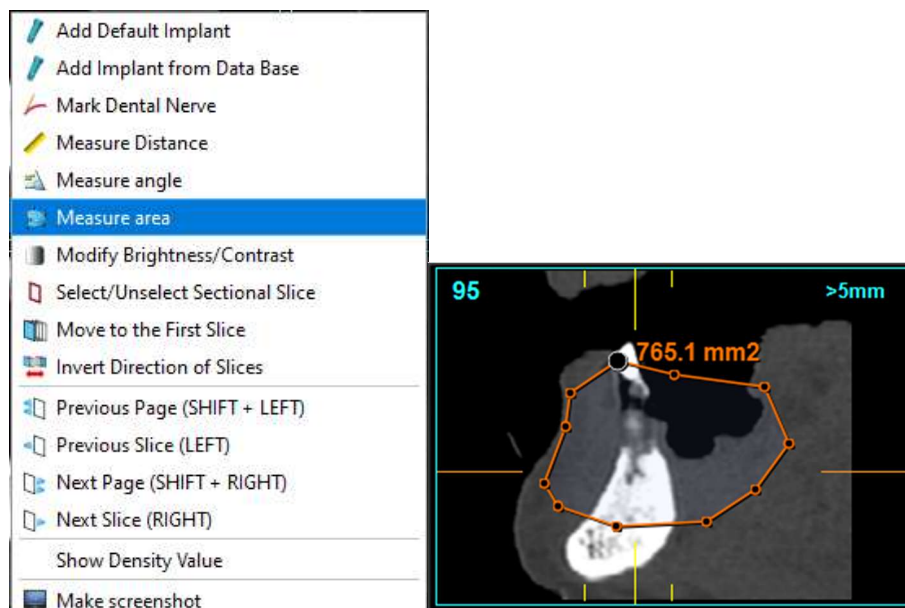 Add Default Implant
Add Implant from Data Base
Mark Dental Nerve
Measure Distance
Measure angle
Measure area
Modify Brightness/Contrast
Select/Unselect Sectional Slice
Move to the First Slice
Invert Direction of Slices
Previous Page (SHIFT + LEFT)
Previous Slice (LEFT)
Next Page (SHIFT + RIGHT)
Next Slice (RIGHT)
Show Density Value
Make screenshot
95 >5mm
765.1 mm2